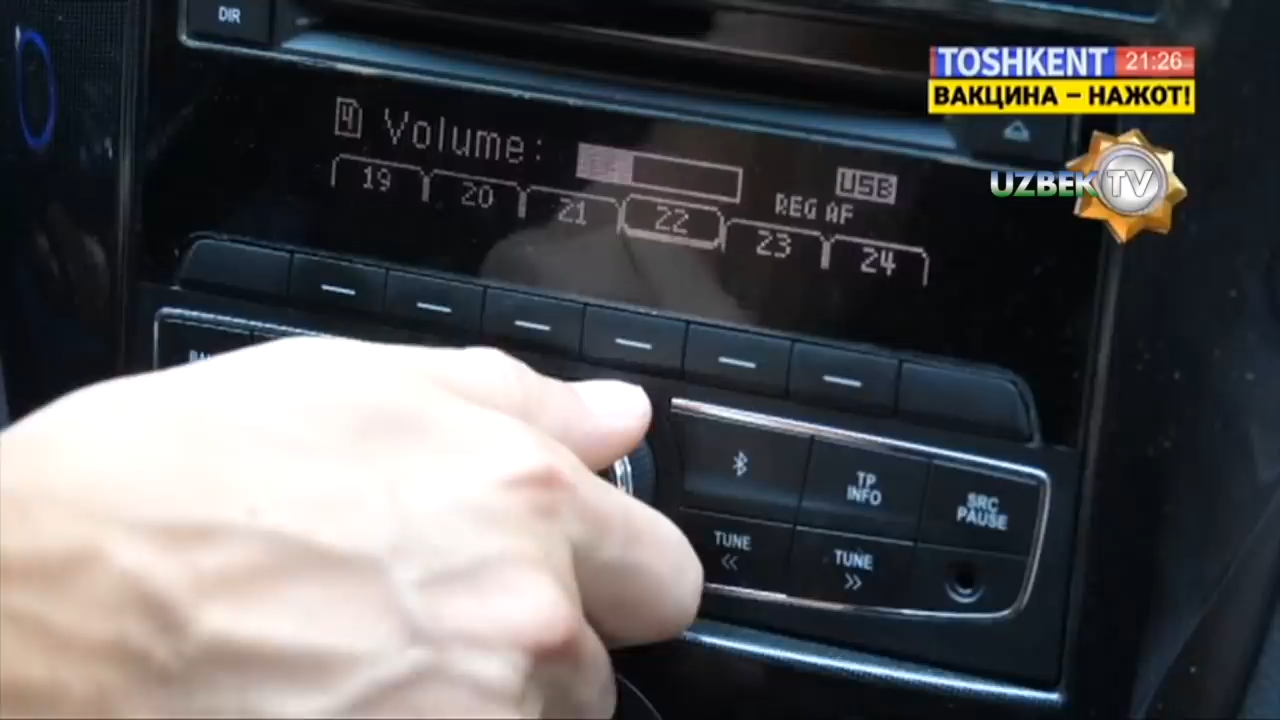 DIR
TOSHKENT 21:26
ВАКЦИНА – НАЖОТ!
UZBEK TV
4 Volume:
USB
REG AF
19 20 21 22 23 24
TP
INFO
SRC
PAUSE
TUNE
<<
TUNE
>>